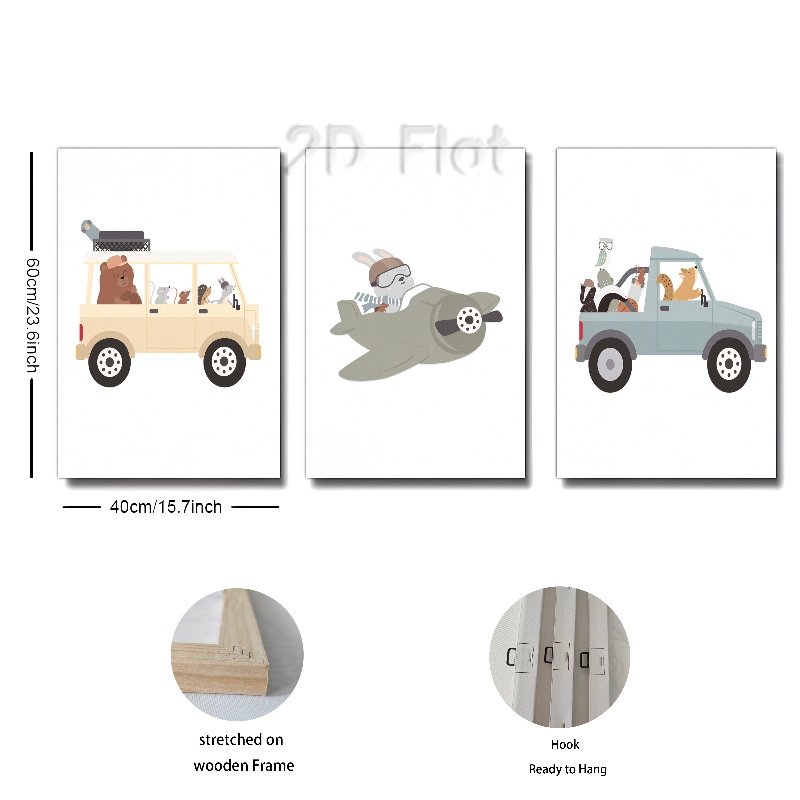 2D Flat
60cm/23.6inch
40cm/15.7inch
stretched on
wooden Frame
Hook
Ready to Hang